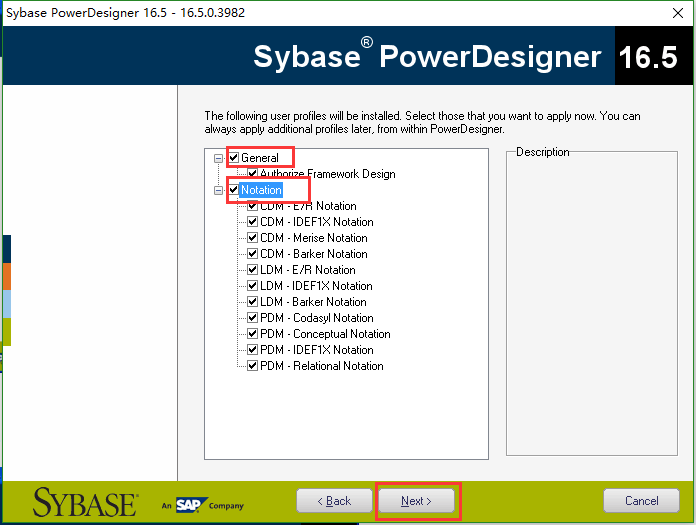 Sybase PowerDesigner 16.5 - 16.5.0.3982
Sybase® PowerDesigner 16.5
The following user profiles will be installed. Select those that you want to apply now. You can
always apply additional profiles later, from within PowerDesigner.
General
Authorize Framework Design
Notation
CDM - E/R Notation
CDM - IDEF1X Notation
CDM - Merise Notation
CDM - Barker Notation
LDM - E/R Notation
LDM - IDEF1X Notation
LDM - Barker Notation
PDM - Codasyl Notation
PDM - Conceptual Notation
PDM - IDEF1X Notation
PDM - Relational Notation
Description
SYBASE® An SAP Company
< Back
Next >
Cancel